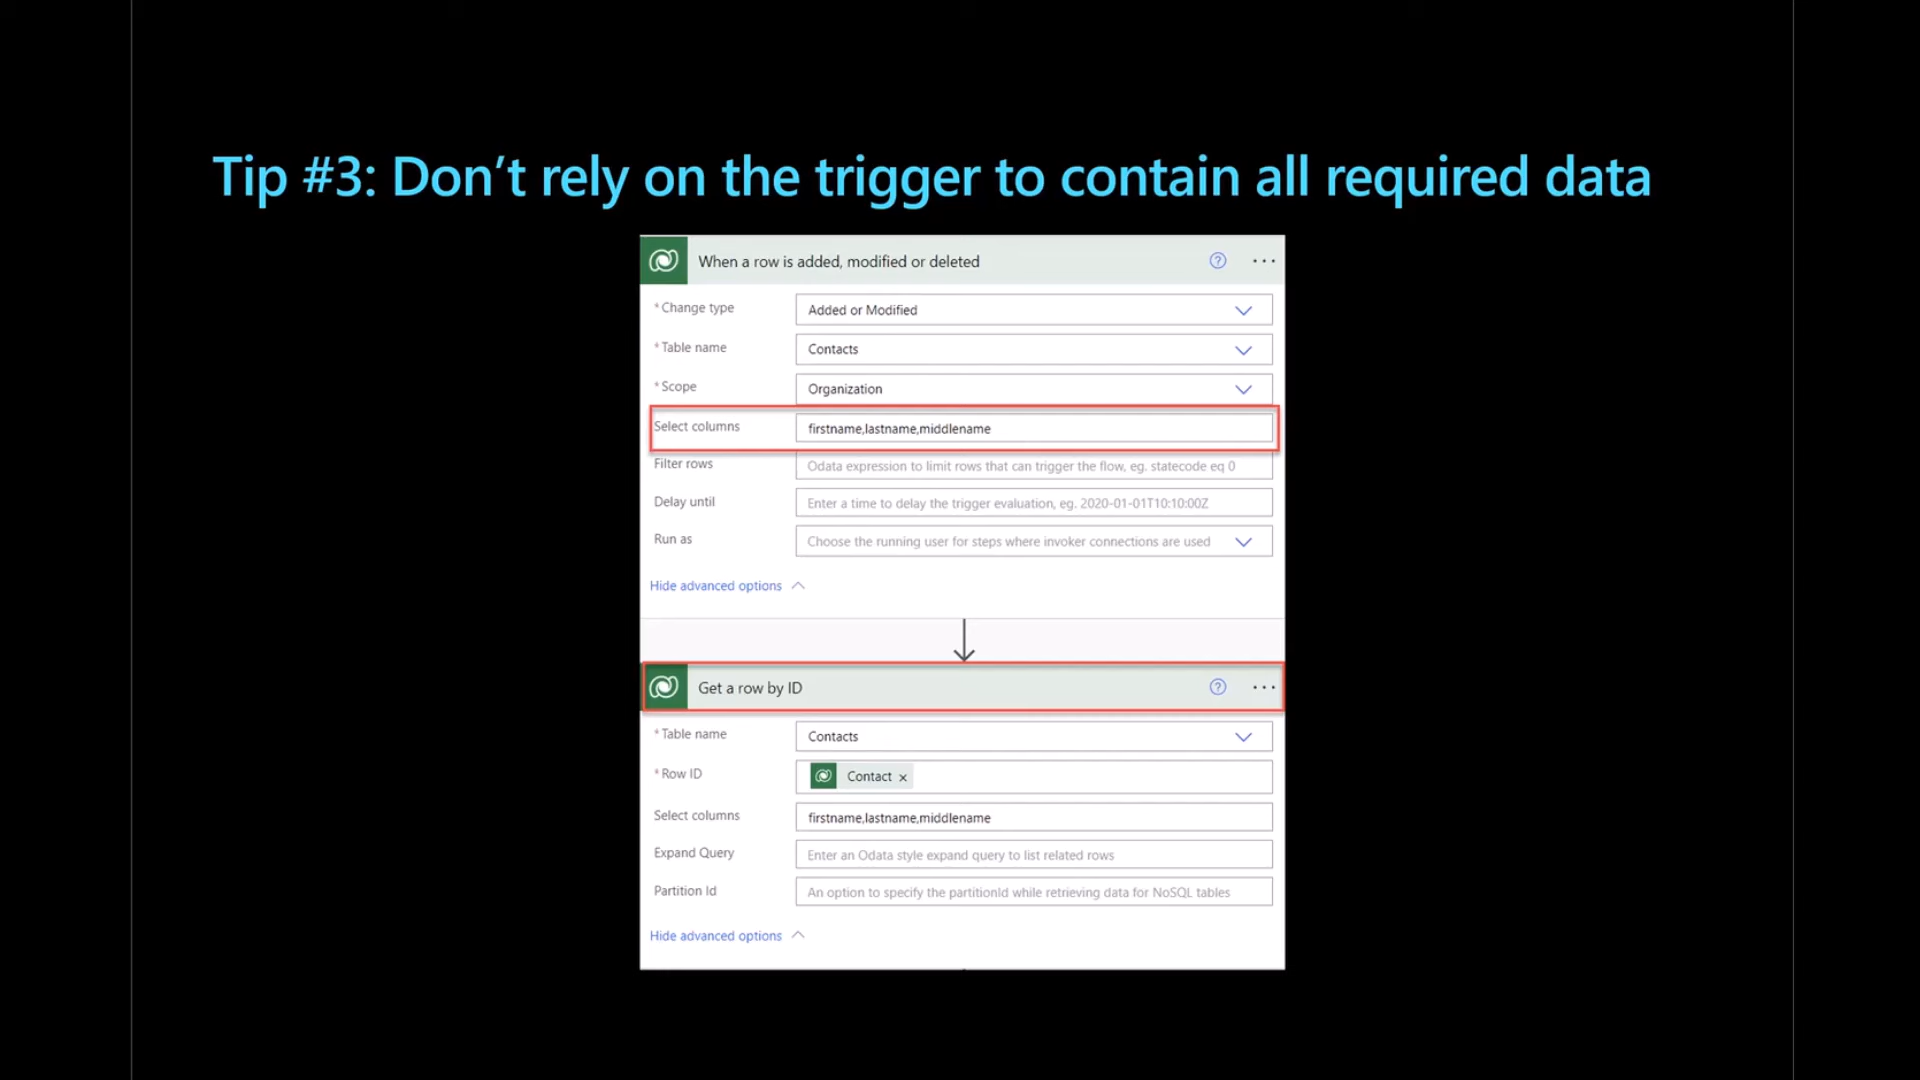 Tip #3: Don’t rely on the trigger to contain all required data
When a row is added, modified or deleted
* Change type
Added or Modified
* Table name
Contacts
* Scope
Organization
Select columns
firstname,lastname,middlename
Filter rows
Odata expression to limit rows that can trigger the flow, eg. statecode eq 0
Delay until
Enter a time to delay the trigger evaluation, eg. 2020-01-01T10:10:00Z
Run as
Choose the running user for steps where invoker connections are used
Hide advanced options
Get a row by ID
* Table name
Contacts
* Row ID
Contact ×
Select columns
firstname,lastname,middlename
Expand Query
Enter an Odata style expand query to list related rows
Partition Id
An option to specify the partitionId while retrieving data for NoSQL tables
Hide advanced options